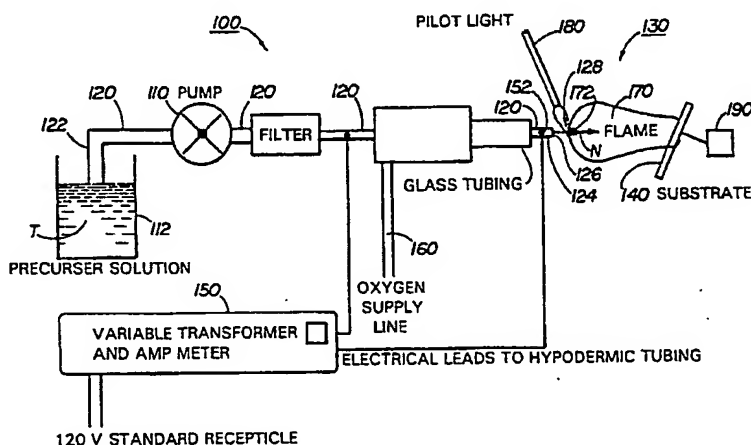 PILOT LIGHT
180
130
100
128
PUMP
110
120
152
172
170
190
120
122
120
120
FILTER
FLAME
N
126
GLASS TUBING
124
140 SUBSTRATE
T
112
PRECURSER SOLUTION
160
150
OXYGEN
SUPPLY
LINE
VARIABLE TRANSFORMER
AND AMP METER
ELECTRICAL LEADS TO HYPODERMIC TUBING
120 V STANDARD RECEPTICLE